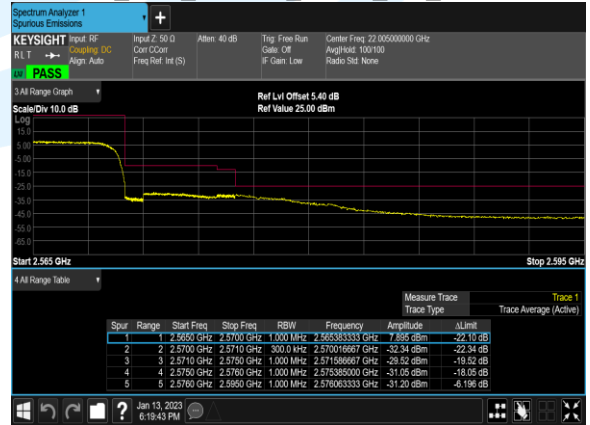 Spectrum Analyzer 1
Spurious Emissions
+
KEYSIGHT Input: RF Input Z: 50 Ω Atten: 40 dB Trig: Free Run Center Freq: 22.005000000 GHz
RLT Coupling: DC Corr CCorr Gate: Off Avg|Hold: 100/100
Align: Auto Freq Ref: Int (S) IF Gain: Low Radio Std: None
PASS
3 All Range Graph
Ref Lvl Offset 5.40 dB
Scale/Div 10.0 dB Ref Value 25.00 dBm
Log
15.0
5.00
-5.00
-15.0
-25.0
-35.0
-45.0
-55.0
-65.0
Start 2.565 GHz Stop 2.595 GHz
4 All Range Table
Measure Trace Trace 1
Trace Type Trace Average (Active)
Spur Range Start Freq Stop Freq RBW Frequency Amplitude ΔLimit
1 1 2.5650 GHz 2.5700 GHz 1.000 MHz 2.565383333 GHz 7.895 dBm -22.10 dB
2 2 2.5700 GHz 2.5710 GHz 300.0 kHz 2.570016667 GHz -32.34 dBm -22.34 dB
3 3 2.5710 GHz 2.5750 GHz 1.000 MHz 2.571586667 GHz -29.52 dBm -19.52 dB
4 4 2.5750 GHz 2.5760 GHz 1.000 MHz 2.575385000 GHz -31.05 dBm -18.05 dB
5 5 2.5760 GHz 2.5950 GHz 1.000 MHz 2.576063333 GHz -31.20 dBm -6.196 dB
? Jan 13, 2023
6:19:43 PM